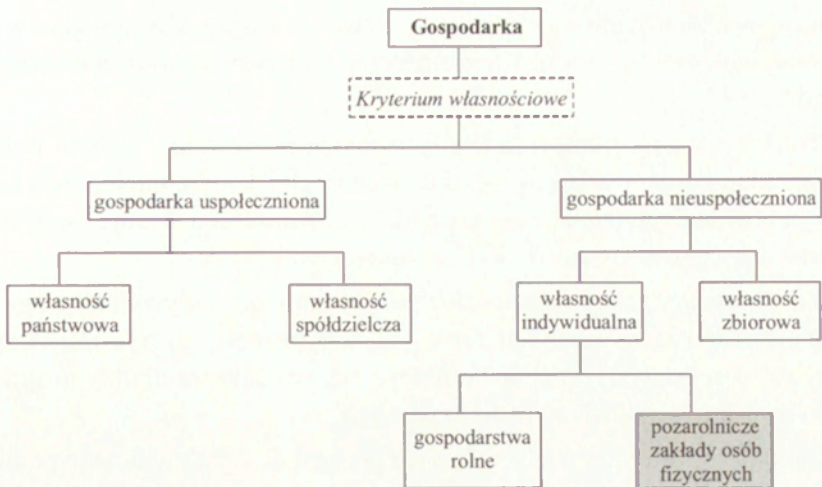 Gospodarka
Kryterium własnościowe
gospodarka uspołeczniona
gospodarka nieuspołeczniona
własność
państwowa
własność
spółdzielcza
własność
indywidualna
własność
zbiorowa
gospodarstwa
rolne
pozarolnicze
zakłady osób
fizycznych